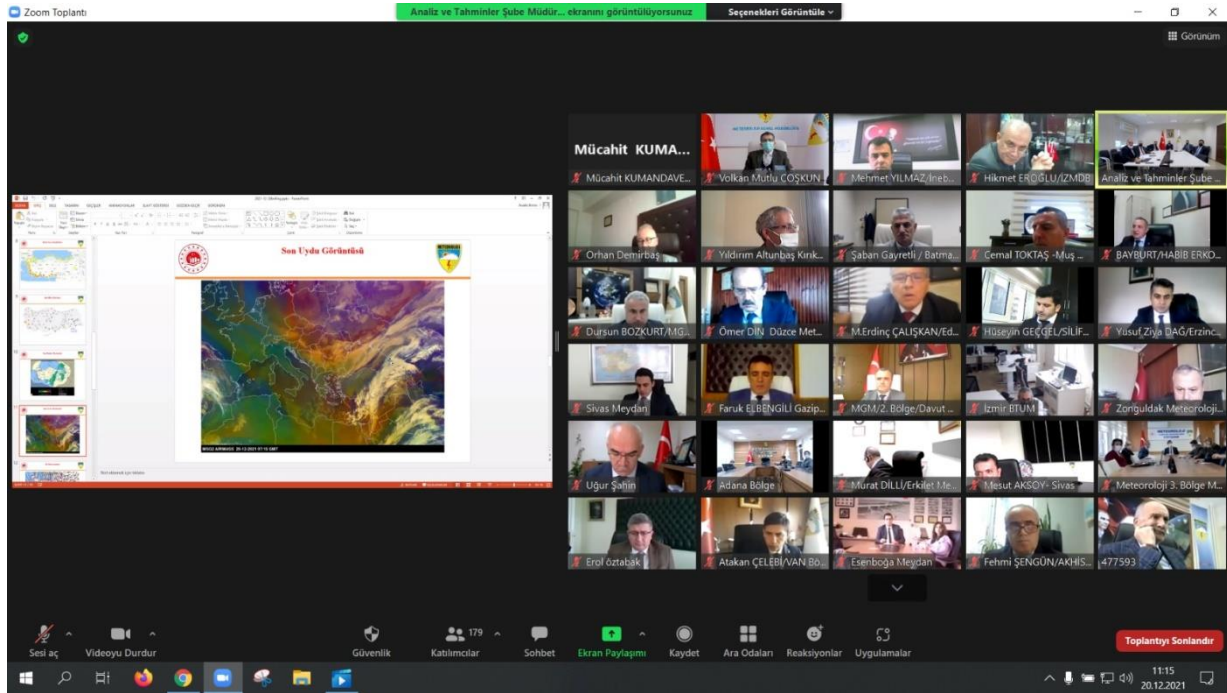 Zoom Toplantı
Analiz ve Tahminler Şube Müdür... ekranını görüntülüyorsunuz
Seçenekleri Görüntüle
Görünüm
Mücahit KUMA...
Mücahit KUMANDAVE...
Volkan Mutlu COŞKUN
Mehmet YILMAZ/İneb...
Hikmet EROĞLU/İZMDB
Analiz ve Tahminler Şube ...
Orhan Demirbaş
Yıldırım Altunbaş Kırık...
Şaban Gayretli / Batma...
Cemal TOKTAŞ -Muş ...
BAYBURT/HABİB ERKO...
Son Uydu Görüntüsü
METEOROLOJİ
Dursun BOZKURT/MG...
Ömer DİN Düzce Met...
M.Erdinç ÇALIŞKAN/Ed...
Hüseyin GEÇGEL/SİLİF...
Yusuf Ziya DAĞ/Erzinc...
Sivas Meydan
Faruk ELBENGİLİ Gazip...
MGM/2. Bölge/Davut ...
İzmir BTUM
Zonguldak Meteoroloji...
Uğur Şahin
Adana Bölge
Murat DİLLİ/Erkilet Me...
Mesut AKSOY- Sivas
Meteoroloji 3. Bölge M...
Erol öztabak
Atakan ÇELEBİ/VAN Bö...
Esenboğa Meydan
Fehmi ŞENGÜN/AKHİS...
477593
Sesi aç
Videoyu Durdur
Güvenlik
179
Katılımcılar
Sohbet
Ekran Paylaşımı
Kaydet
Ara Odaları
Reaksiyonlar
Uygulamalar
Toplantıyı Sonlandır
11:15
20.12.2021